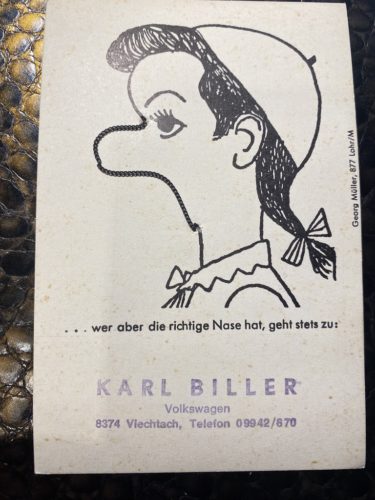 Georg Müller, 877 Lohr/M
... wer aber die richtige Nase hat, geht stets zu:
KARL BILLER
Volkswagen
8374 Viechtach, Telefon 09942/670